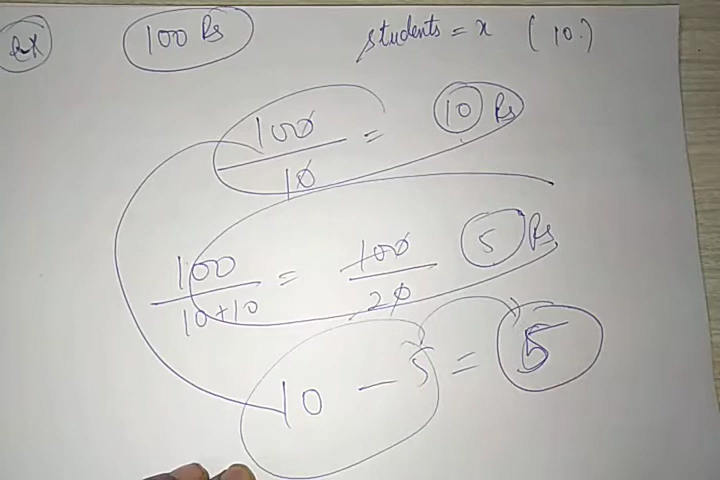 Ex 100 Rs students = x (10.)
100/10 = 10 Rs
100/10+10 = 100/20 5 Rs
10 - 5 = 5